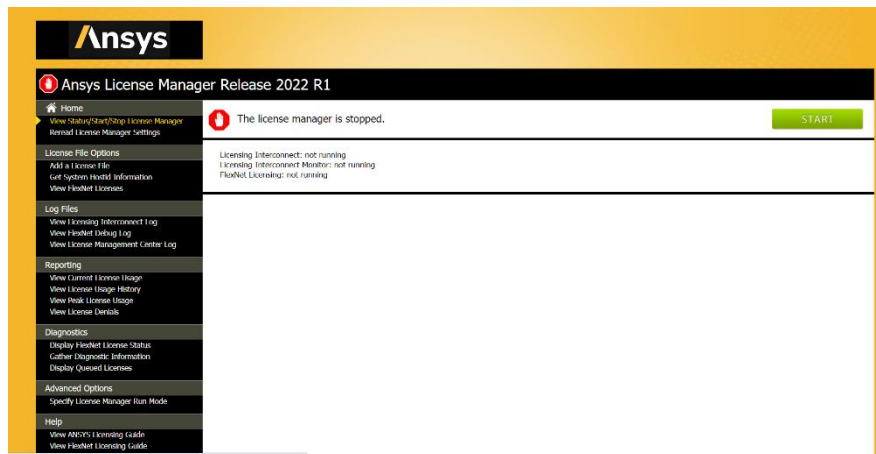 Ansys
Ansys License Manager Release 2022 R1
Home
View Status/Start/Stop License Manager
Reread License Manager Settings
License File Options
Add a License File
Get System Hostid Information
View FlexNet Licenses
Log Files
View Licensing Interconnect Log
View FlexNet Debug Log
View License Management Center Log
Reporting
View Current License Usage
View License Usage History
View Peak License Usage
View License Denials
Diagnostics
Display FlexNet License Status
Gather Diagnostic Information
Display Queued Licenses
Advanced Options
Specify License Manager Run Mode
Help
View ANSYS Licensing Guide
View FlexNet Licensing Guide
The license manager is stopped.
START
Licensing Interconnect: not running
Licensing Interconnect Monitor: not running
FlexNet Licensing: not running